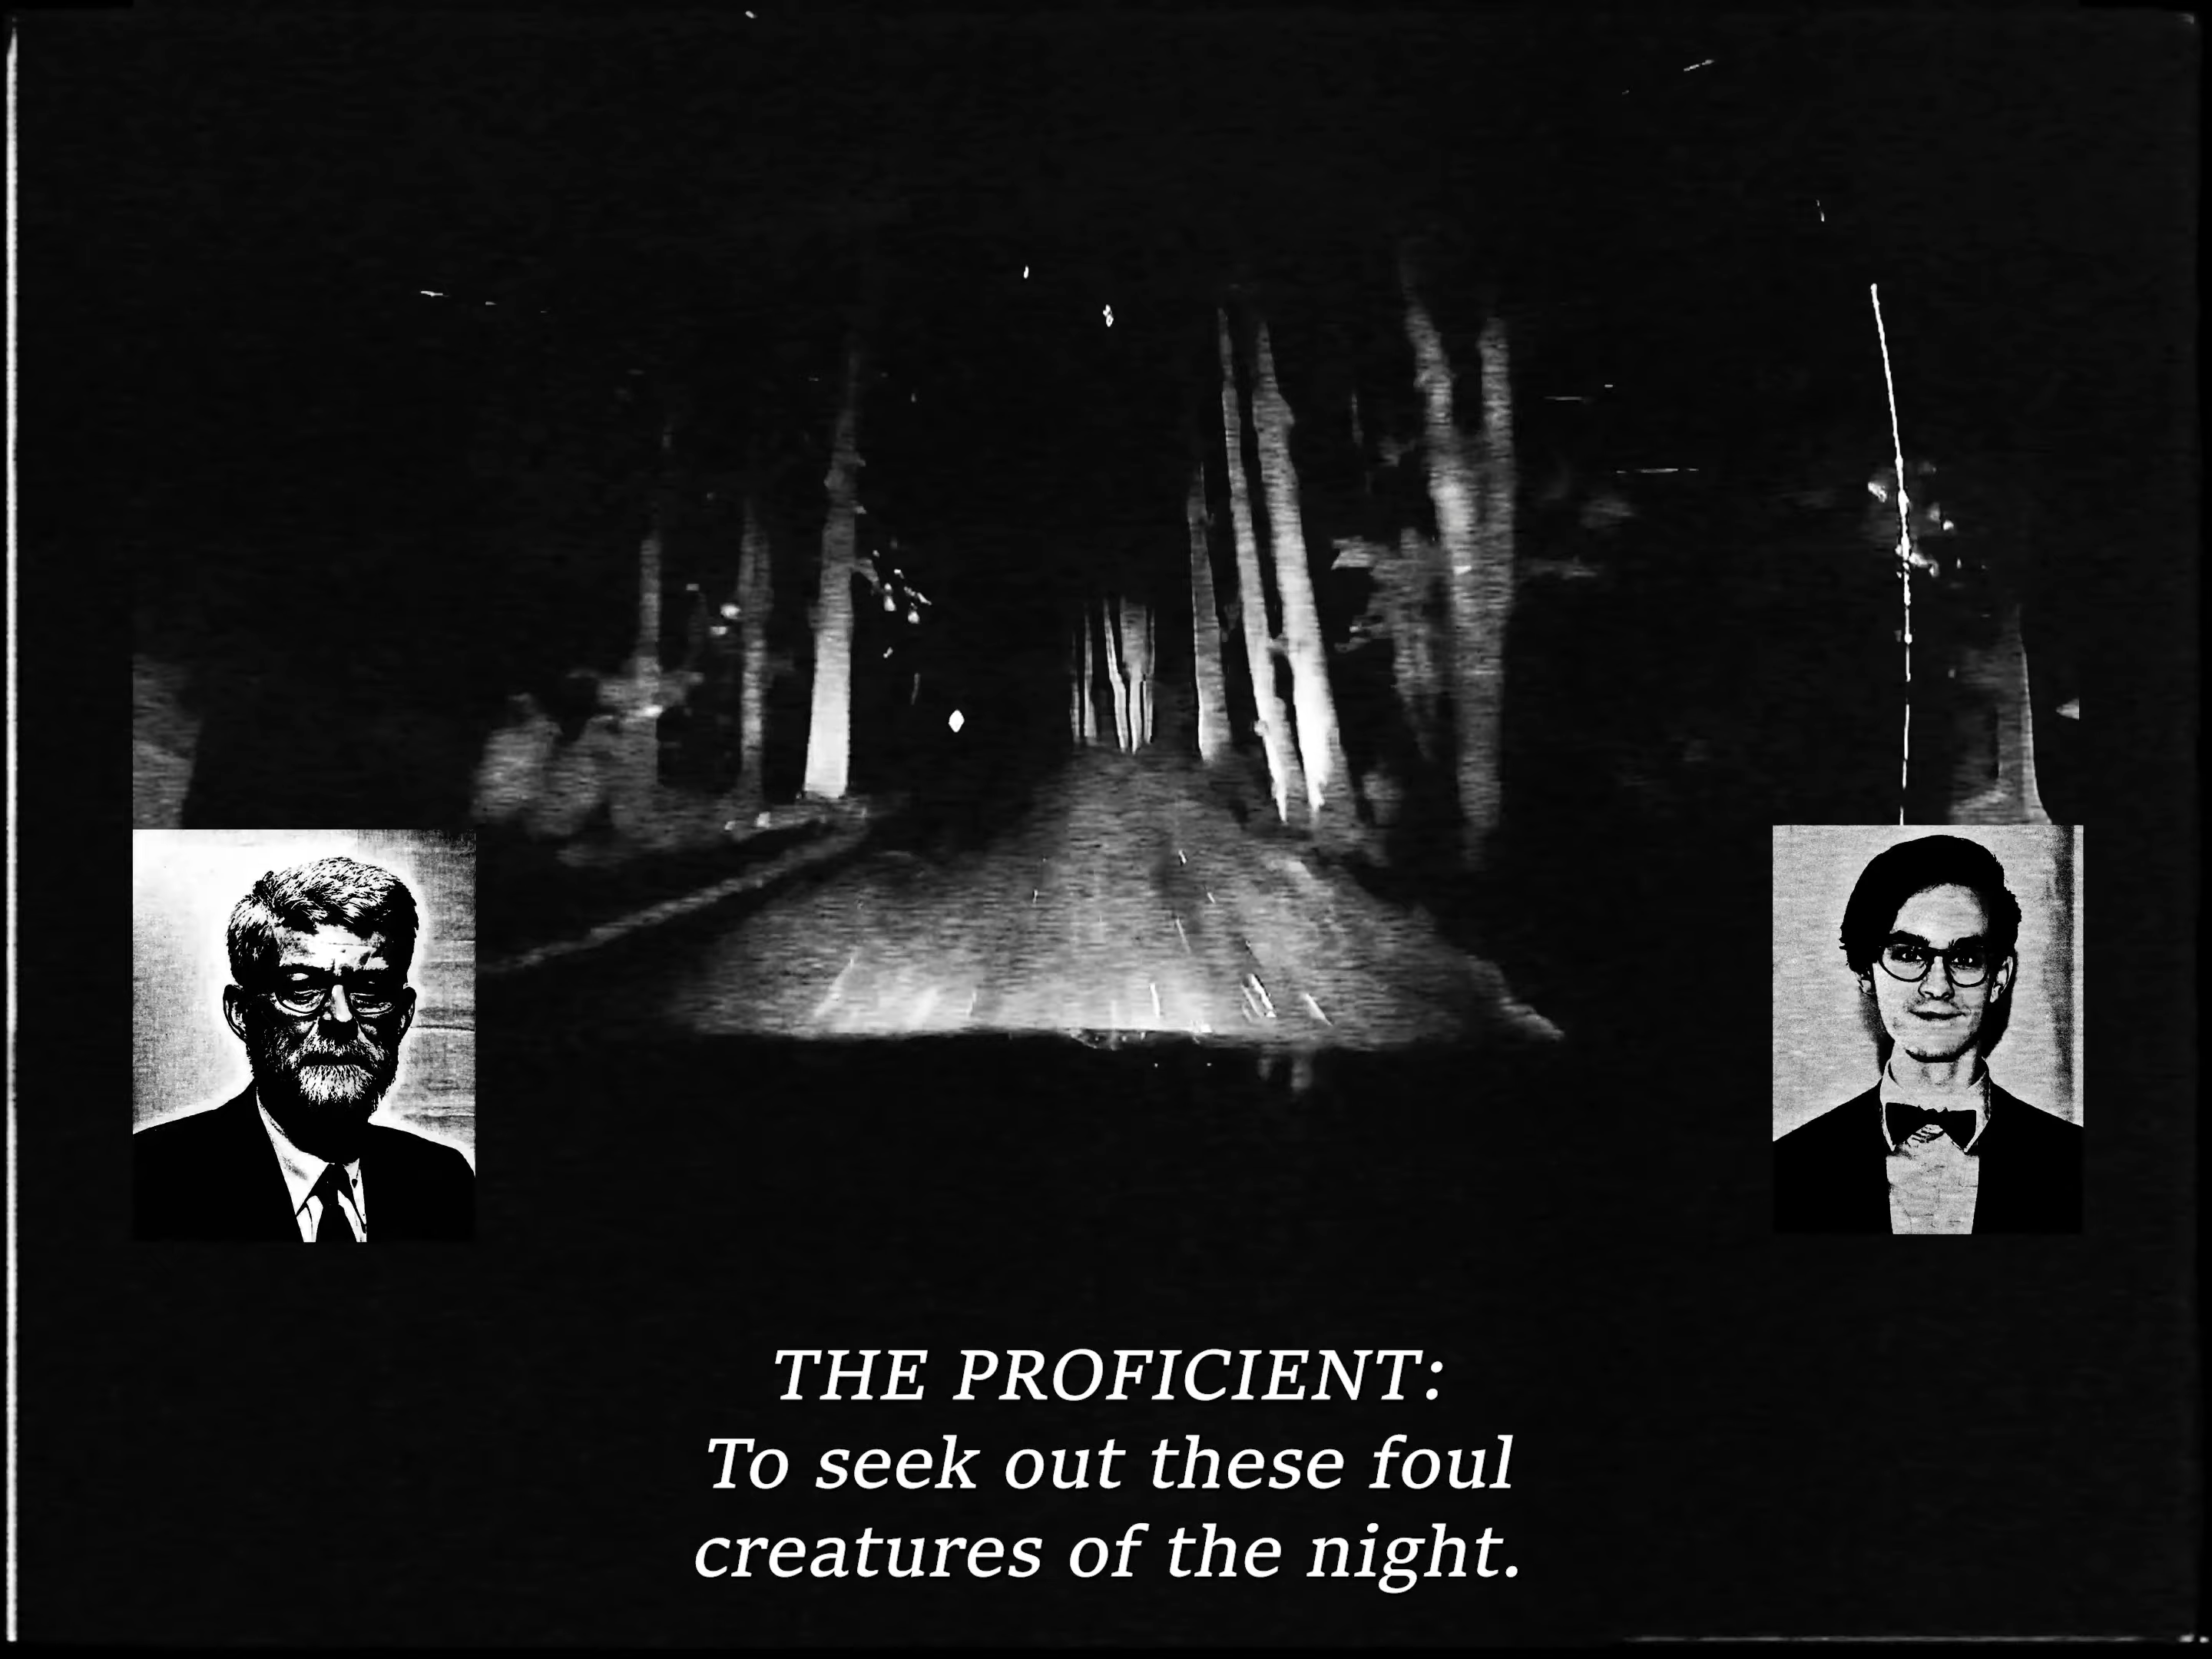 THE PROFICIENT:
To seek out these foul
creatures of the night.